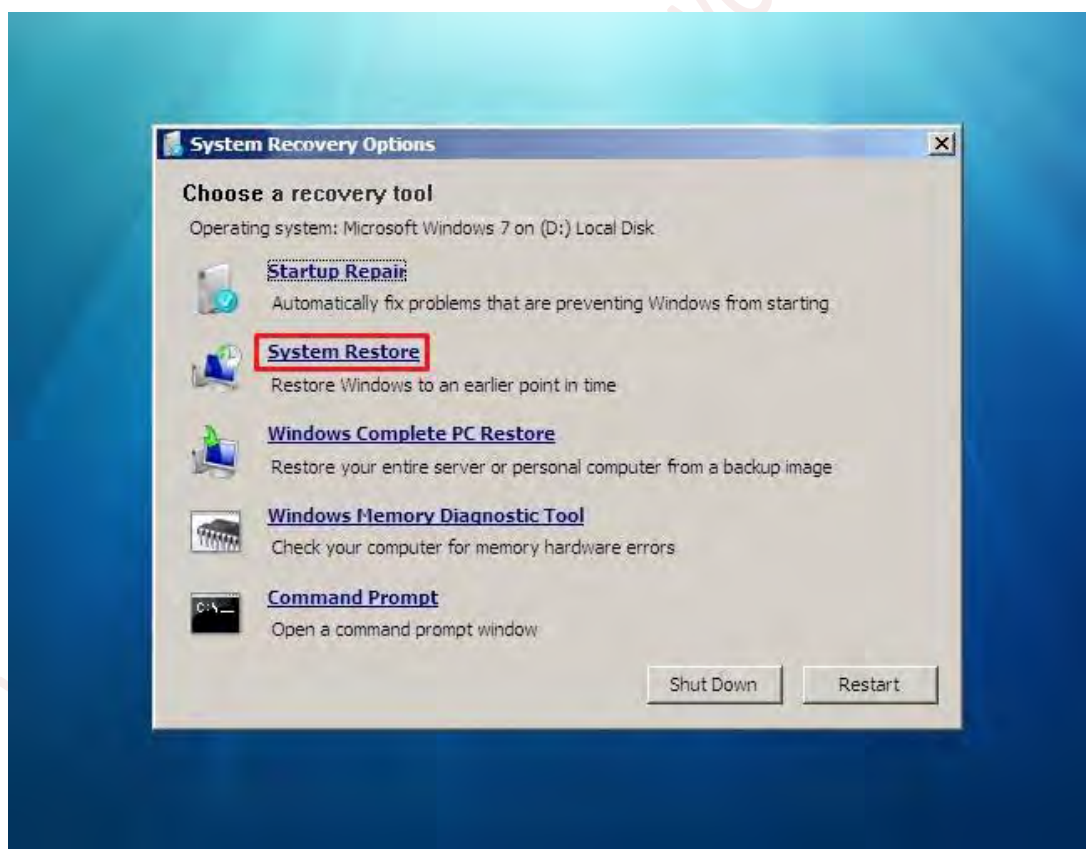 System Recovery Options
Choose a recovery tool
Operating system: Microsoft Windows 7 on (D:) Local Disk
Startup Repair
Automatically fix problems that are preventing Windows from starting
System Restore
Restore Windows to an earlier point in time
Windows Complete PC Restore
Restore your entire server or personal computer from a backup image
Windows Memory Diagnostic Tool
Check your computer for memory hardware errors
C:\_
Command Prompt
Open a command prompt window
Shut Down Restart